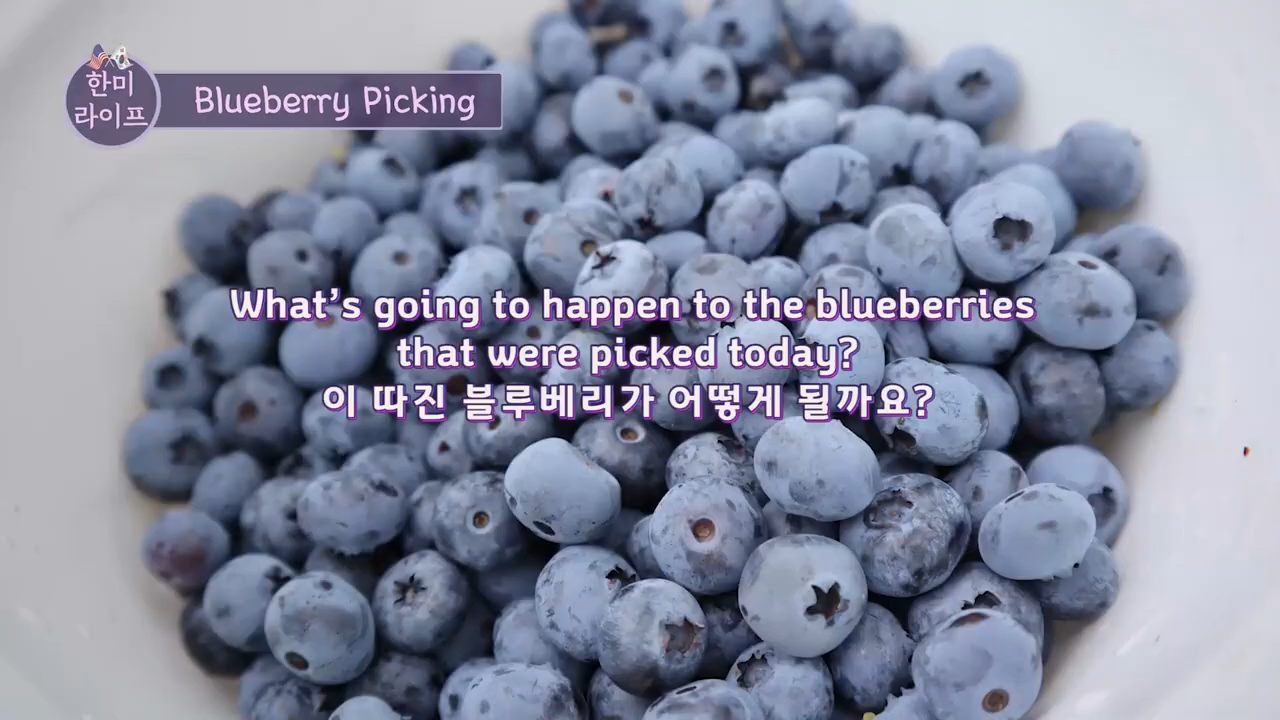 한미
라이프
Blueberry Picking
What's going to happen to the blueberries
that were picked today?
이 따진 블루베리가 어떻게 될까요?